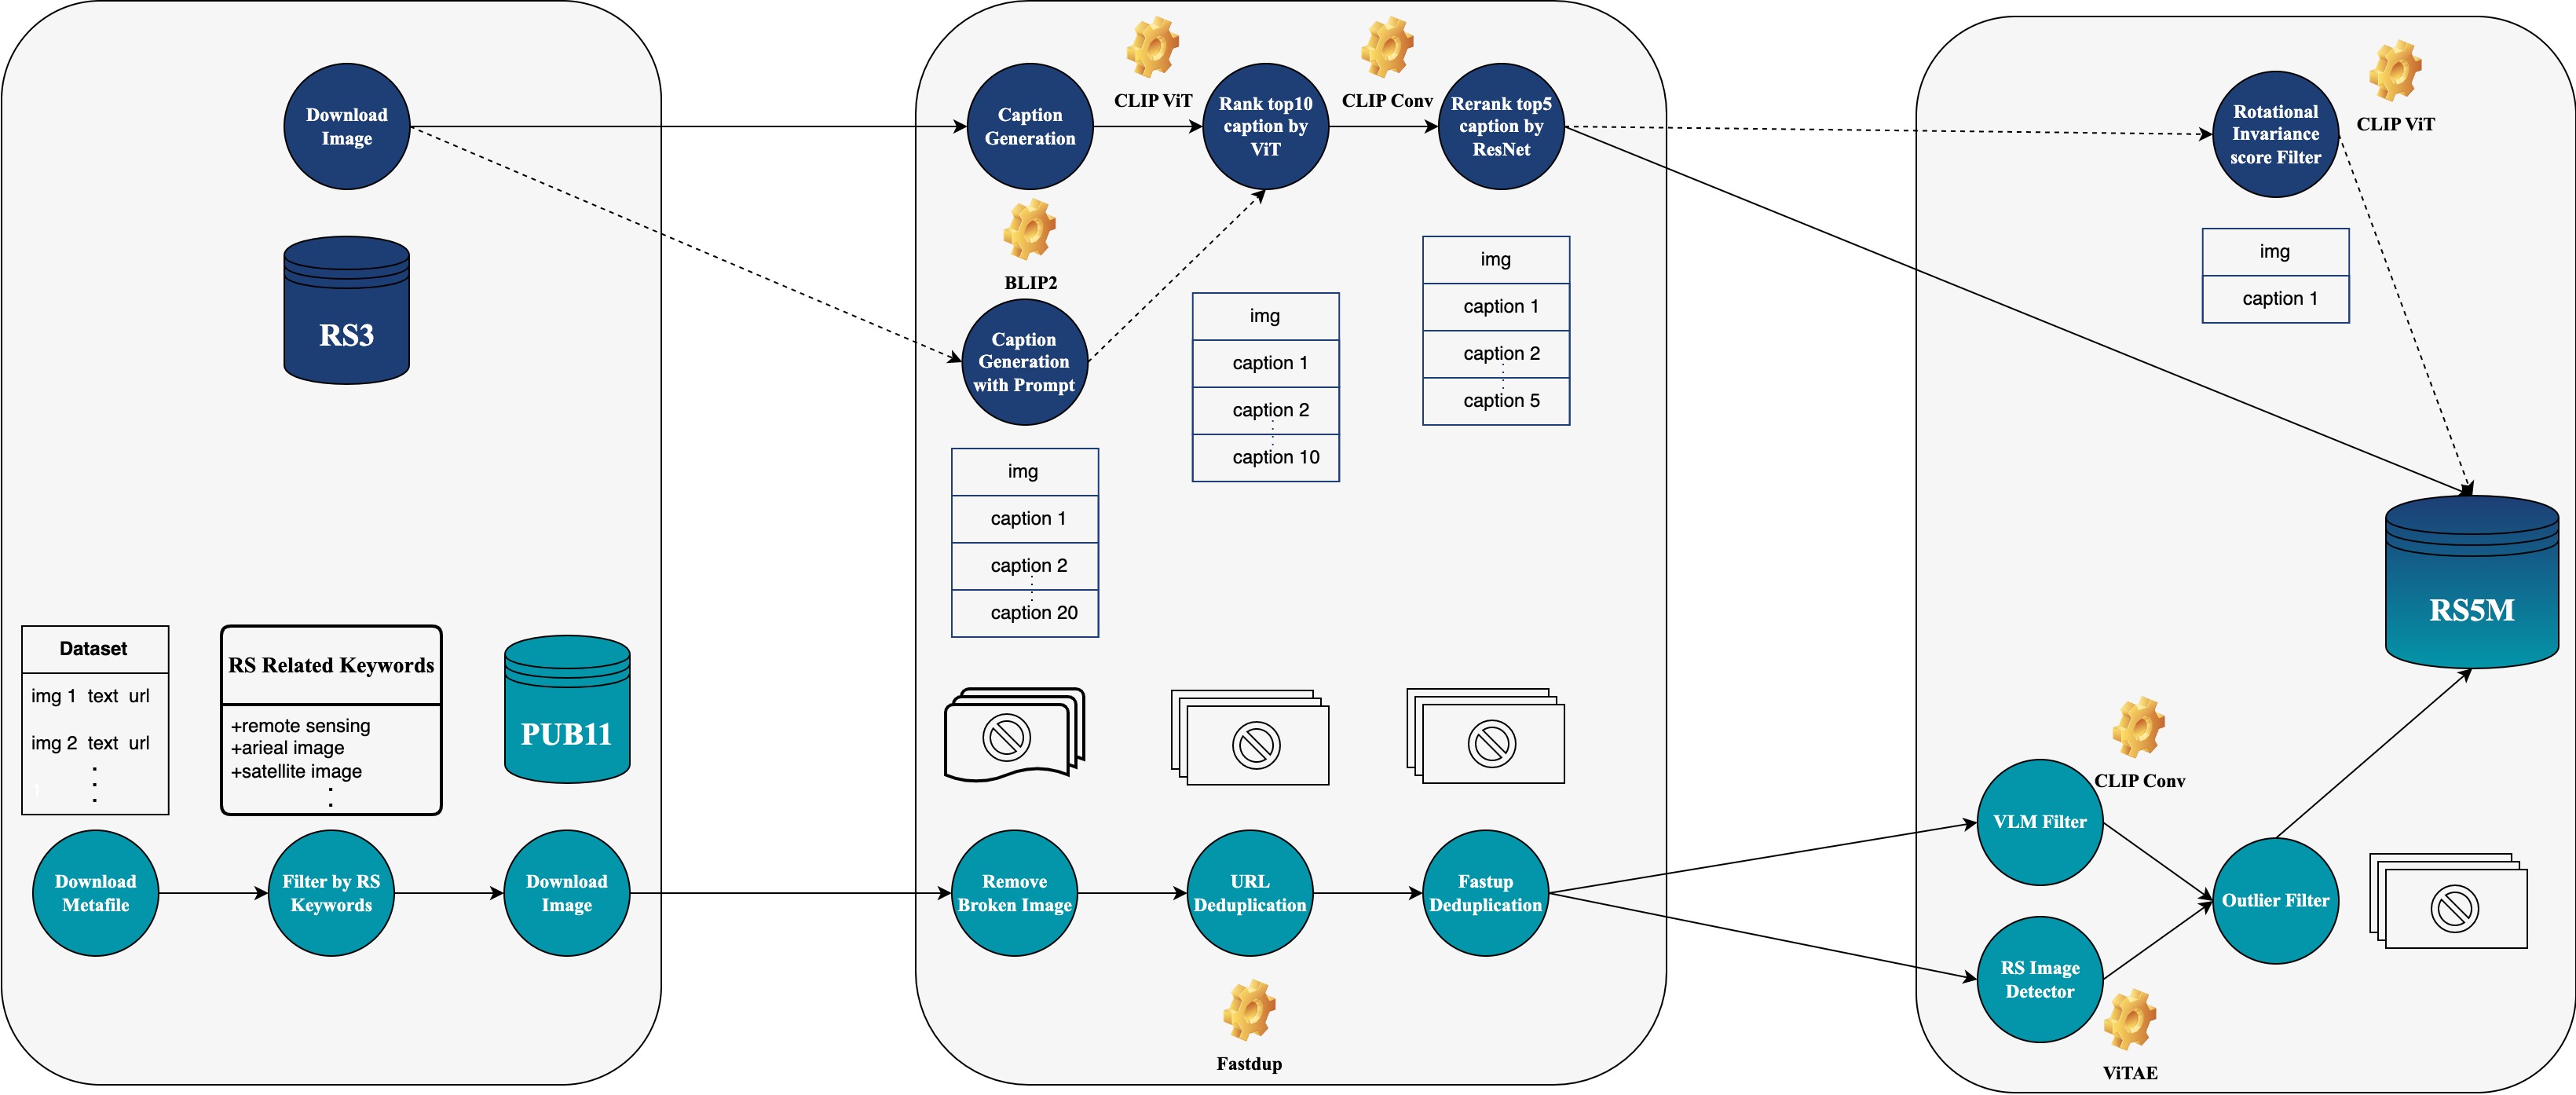 Download
Image
RS3
Dataset
img 1 text url
img 2 text url
1
RS Related Keywords
+remote sensing
+arieal image
+satellite image
PUB11
Download
Metafile
Filter by RS
Keywords
Download
Image
Caption
Generation
CLIP ViT
Rank top10
caption by
ViT
CLIP Conv
Rerank top5
caption by
ResNet
BLIP2
Caption
Generation
with Prompt
img
caption 1
caption 2
caption 20
img
caption 1
caption 2
caption 10
img
caption 1
caption 2
caption 5
Remove
Broken Image
URL
Deduplication
Fastup
Deduplication
Fastdup
Rotational
Invariance
score Filter
CLIP ViT
img
caption 1
RS5M
CLIP Conv
VLM Filter
Outlier Filter
RS Image
Detector
ViTAE